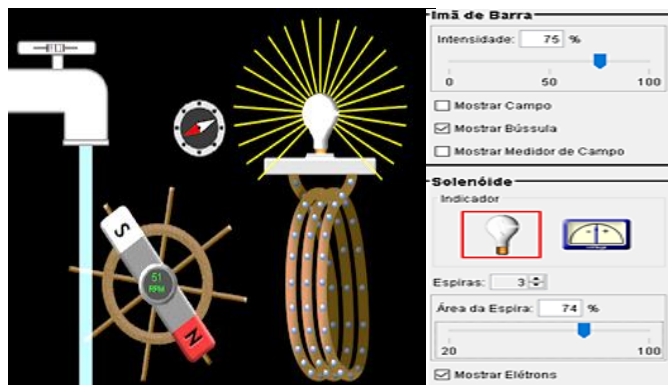 Imã de Barra
Intensidade: 75 %
0 50 100
Mostrar Campo
Mostrar Bússula
Mostrar Medidor de Campo
Solenóide
Indicador
Espiras: 3
Área da Espira: 74 %
20 100
Mostrar Elétrons
S
51
RPM
N